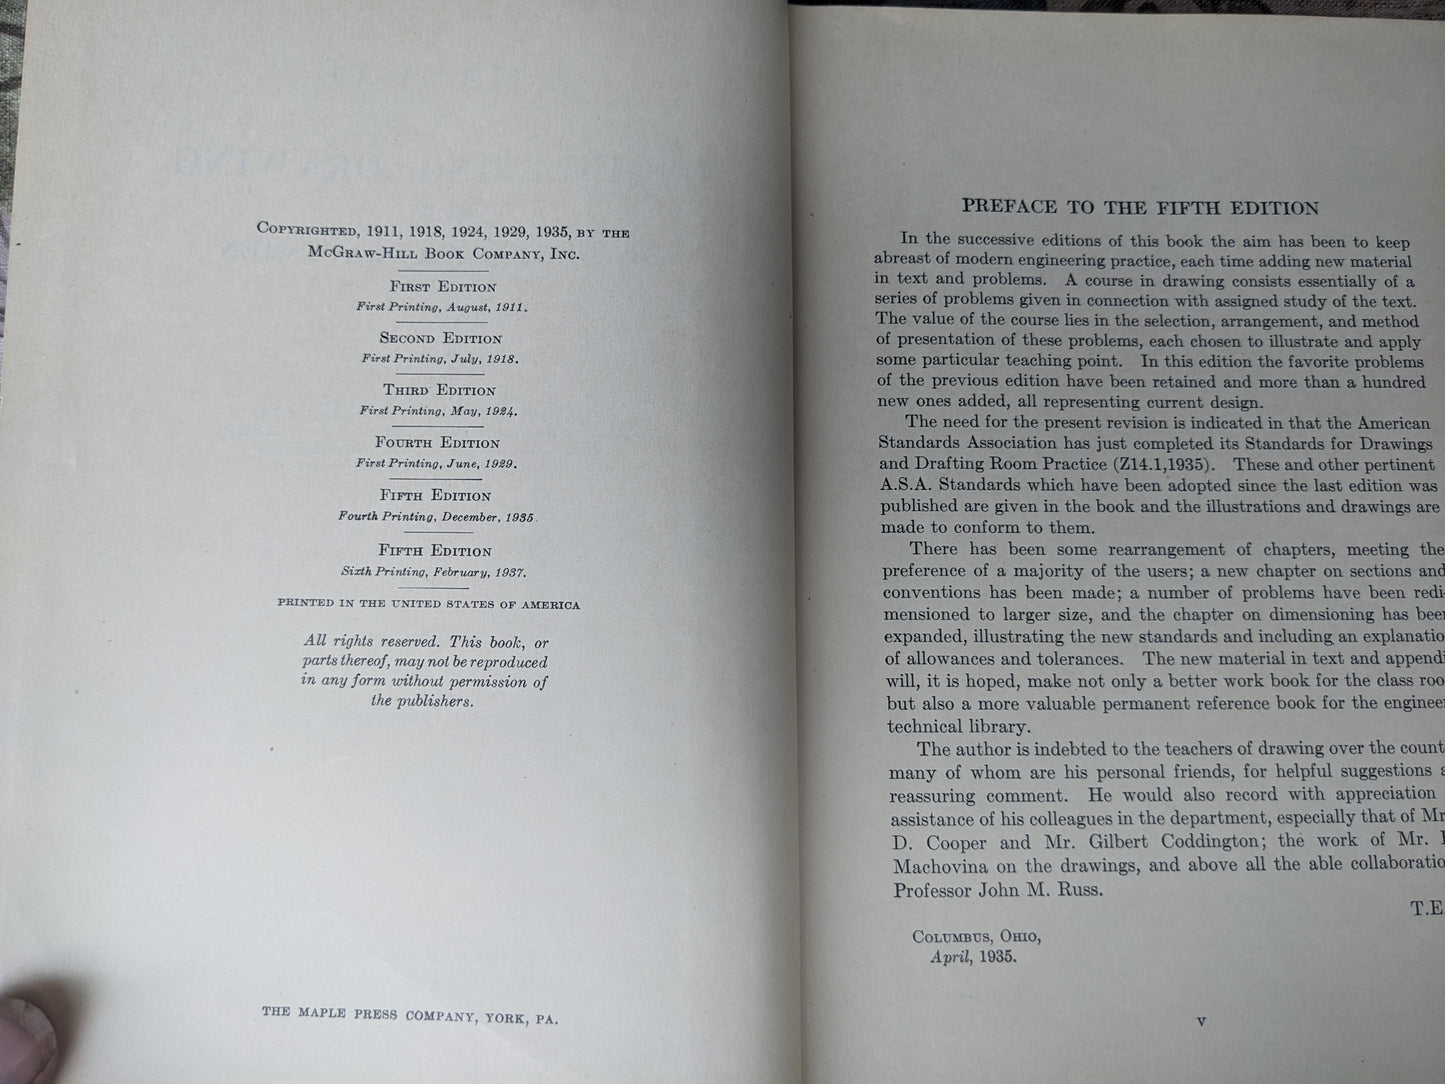 COPYRIGHTED, 1911, 1918, 1924, 1929, 1935, BY THE
MCGRAW-HILL BOOK COMPANY, INC.
FIRST EDITION
First Printing, August, 1911.
SECOND EDITION
First Printing, July, 1918.
THIRD EDITION
First Printing, May, 1924.
FOURTH EDITION
First Printing, June, 1929.
FIFTH EDITION
Fourth Printing, December, 1935.
FIFTH EDITION
Sixth Printing, February, 1937.
PRINTED IN THE UNITED STATES OF AMERICA
All rights reserved. This book, or
parts thereof, may not be reproduced
in any form without permission of
the publishers.
THE MAPLE PRESS COMPANY, YORK, PA.
PREFACE TO THE FIFTH EDITION
In the successive editions of this book the aim has been to keep
abreast of modern engineering practice, each time adding new material
in text and problems. A course in drawing consists essentially of a
series of problems given in connection with assigned study of the text.
The value of the course lies in the selection, arrangement, and method
of presentation of these problems, each chosen to illustrate and apply
some particular teaching point. In this edition the favorite problems
of the previous edition have been retained and more than a hundred
new ones added, all representing current design.
The need for the present revision is indicated in that the American
Standards Association has just completed its Standards for Drawings
and Drafting Room Practice (Z14.1,1935). These and other pertinent
A.S.A. Standards which have been adopted since the last edition was
published are given in the book and the illustrations and drawings are
made to conform to them.
There has been some rearrangement of chapters, meeting the
preference of a majority of the users; a new chapter on sections and
conventions has been made; a number of problems have been redi-
mensioned to larger size, and the chapter on dimensioning has been
expanded, illustrating the new standards and including an explanatio
of allowances and tolerances. The new material in text and appendi
will, it is hoped, make not only a better work book for the class roo
but also a more valuable permanent reference book for the enginee
technical library.
The author is indebted to the teachers of drawing over the count
many of whom are his personal friends, for helpful suggestions
reassuring comment. He would also record with appreciation
assistance of his colleagues in the department, especially that of Mr
D. Cooper and Mr. Gilbert Coddington; the work of Mr.
Machovina on the drawings, and above all the able collaboratio
Professor John M. Russ.
T.E.
COLUMBUS, OHIO,
April, 1935.
v